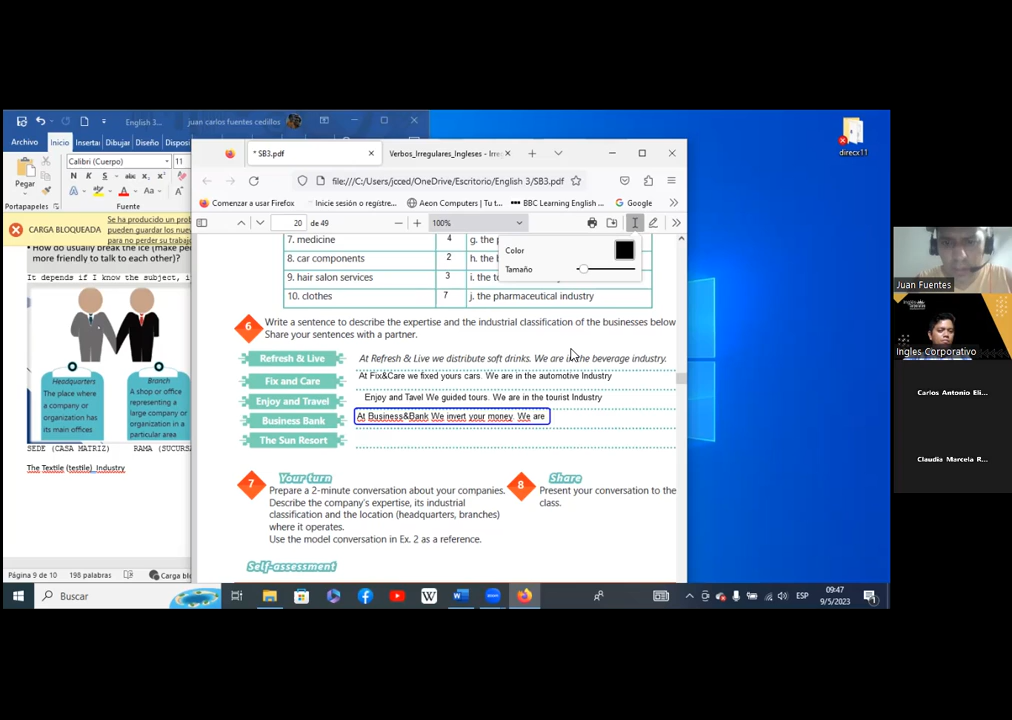 English 3...
juan carlos fuentes cedillos
Archivo Inicio Insertar Dibujar Diseño Disposi
Calibri (Cuerpo) 11
Pegar
N K S
Portapapeles Fuente
CARGA BLOQUEADA
Se ha producido un prob
pueden guardar los nuev
para no perder su trabajo
How do usually break the ice (make pe
more friendly to talk to each other)?
It depends if I know the subject, i
Headquarters
The place where
a company or
organization has
its main offices
Branch
A shop or office
representing a
large company or
organization in a
particular area
SEDE (CASA MATRIZ) RAMA (SUCURS
The Textile (testile) Industry
Página 9 de 10 198 palabras Carga bloq
* SB3.pdf
Verbos_Irregulares_Ingleses – Irre
file:///C:/Users/jcced/OneDrive/Escritorio/English 3/SB3.pdf
Comenzar a usar Firefox Inicie sesión o registre... Aeon Computers | Tu t... BBC Learning English ... Google
20 de 49 100%
Color
Tamaño
7. medicine 4 g. the p
8. car components 2 h. the b
9. hair salon services 3 i. the t
10. clothes 7 j. the pharmaceutical industry
6 Write a sentence to describe the expertise and the industrial classification of the businesses below
Share your sentences with a partner.
Refresh & Live At Refresh & Live we distribute soft drinks. We are in the beverage industry.
Fix and Care At Fix&Care we fixed yours cars. We are in the automotive Industry
Enjoy and Travel Enjoy and Tavel We guided tours. We are in the tourist Industry
Business Bank At Business&Bank We invert your money. We are
The Sun Resort
7 Your turn
Prepare a 2-minute conversation about your companies.
Describe the company's expertise, its industrial
classification and the location (headquarters, branches)
where it operates.
Use the model conversation in Ex. 2 as a reference.
8 Share
Present your conversation to the
class.
Self-assessment
direcx11
Juan Fuentes
Ingles Corporativo
Carlos Antonio Eli...
Claudia Marcela R...
Buscar
ESP
09:47
9/5/2023
1